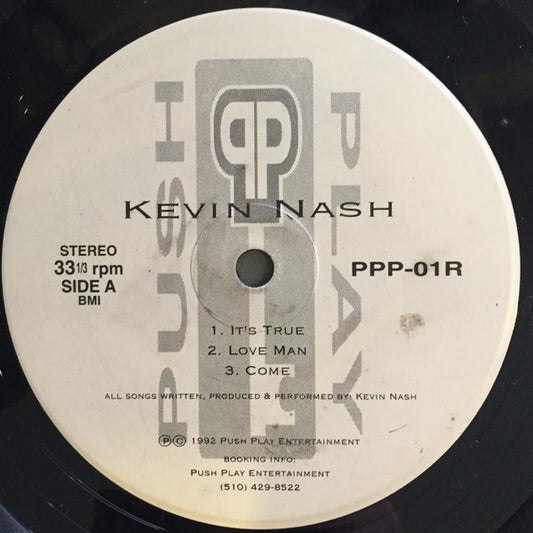 PUSH
PLAY
PP
KEVIN NASH
STEREO
33 1/3 rpm
SIDE A
BMI
PPP-01R
1. IT'S TRUE
2. LOVE MAN
3. COME
ALL SONGS WRITTEN, PRODUCED & PERFORMED BY: KEVIN NASH
Ⓟ © 1992 PUSH PLAY ENTERTAINMENT
BOOKING INFO:
PUSH PLAY ENTERTAINMENT
(510) 429-8522